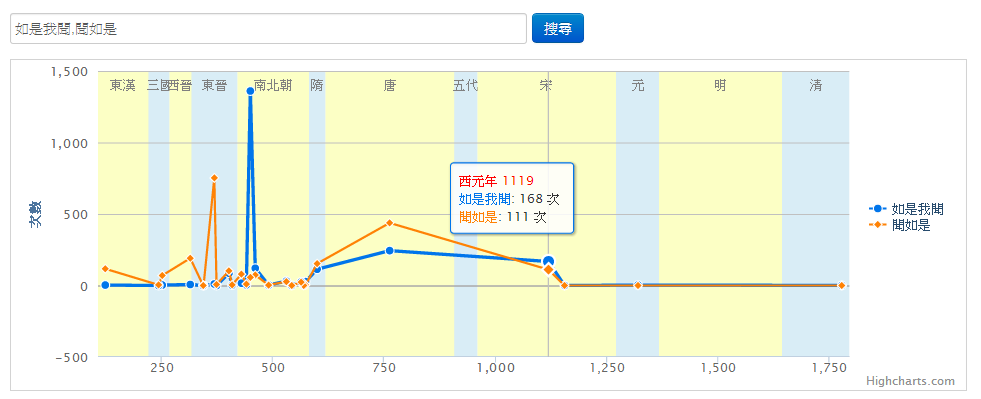 如是我聞,聞如是
搜尋
1,500
1,000
500
0
-500
次數
東漢 三國 西晉 東晉 南北朝 隋 唐 五代 宋 元 明 清
西元年 1119
如是我聞: 168 次
聞如是: 111 次
如是我聞
聞如是
250 500 750 1,000 1,250 1,500 1,750
Highcharts.com